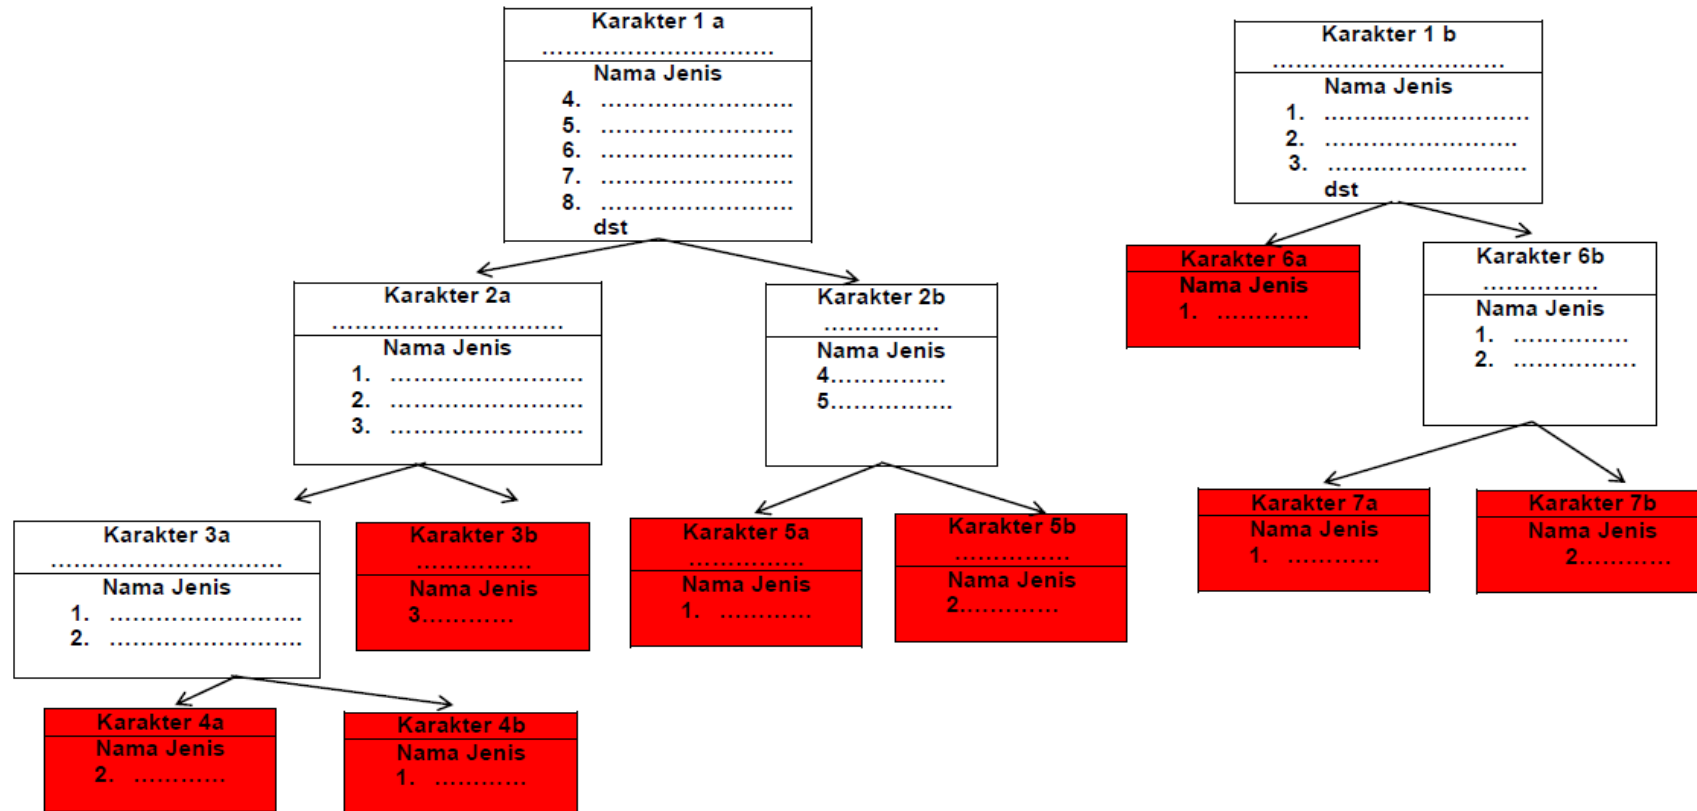 Karakter 1 a
…………………………
Nama Jenis
4. …………………….
5. …………………….
6. …………………….
7. …………………….
8. …………………….
dst
Karakter 1 b
…………………………
Nama Jenis
1. ……..………………
2. …………………….
3. …….……………….
dst
Karakter 2a
…………………………
Nama Jenis
1. …………………….
2. …………………….
3. …………………….
Karakter 2b
……………
Nama Jenis
4……………
5…………….
Karakter 6a
Nama Jenis
1. …………
Karakter 6b
……………
Nama Jenis
1. ……………
2. …………….
Karakter 3a
…………………………
Nama Jenis
1. …………………….
2. …………………….
Karakter 3b
……………
Nama Jenis
3…………
Karakter 5a
……………
Nama Jenis
1. …………
Karakter 5b
……………
Nama Jenis
2…………
Karakter 7a
Nama Jenis
1. …………
Karakter 7b
Nama Jenis
2…………
Karakter 4a
Nama Jenis
2. …………
Karakter 4b
Nama Jenis
1. …………